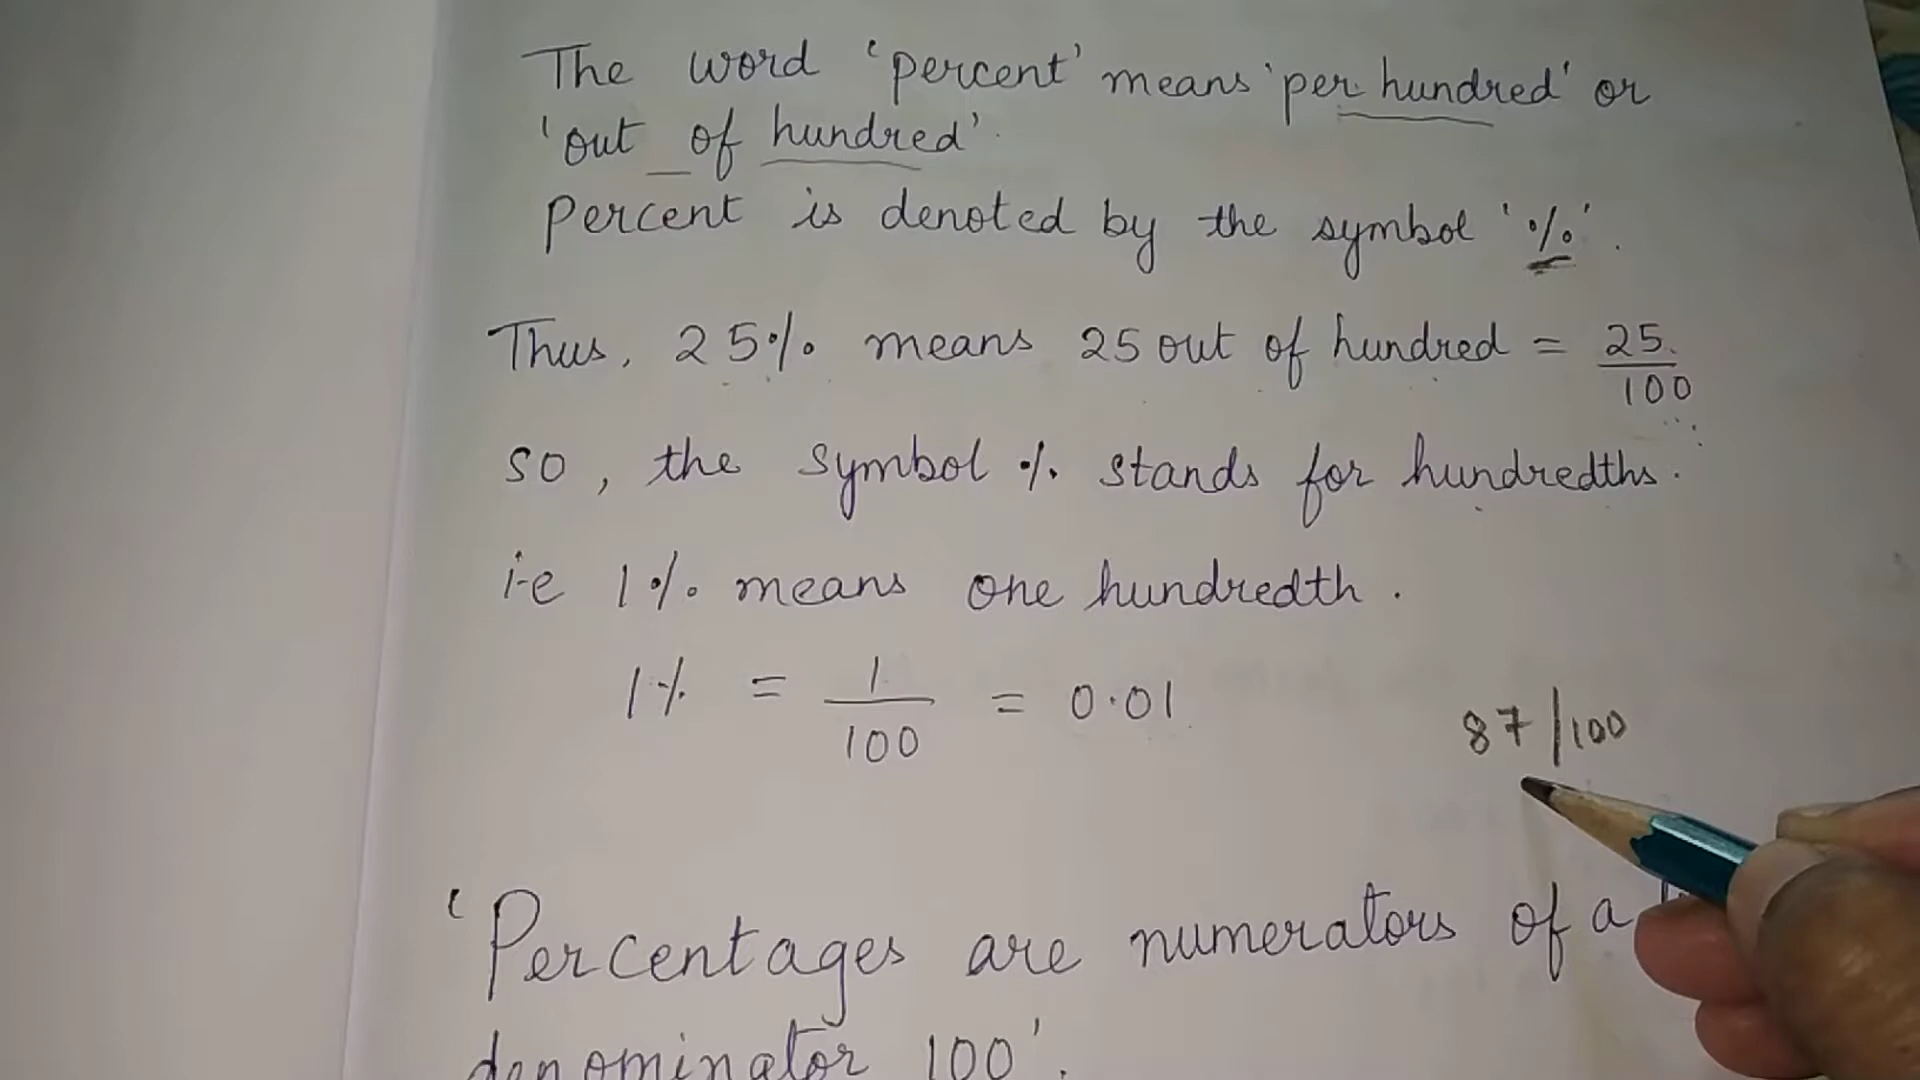 The word 'percent' means 'per hundred' or
'out of hundred'.
Percent is denoted by the symbol '%'.
Thus, 25% means 25 out of hundred = 25/100
so, the symbol % stands for hundredths.
i-e 1% means one hundredth.
1% = 1/100 = 0.01
87/100
'Percentages are numerators of a
denominator 100'.